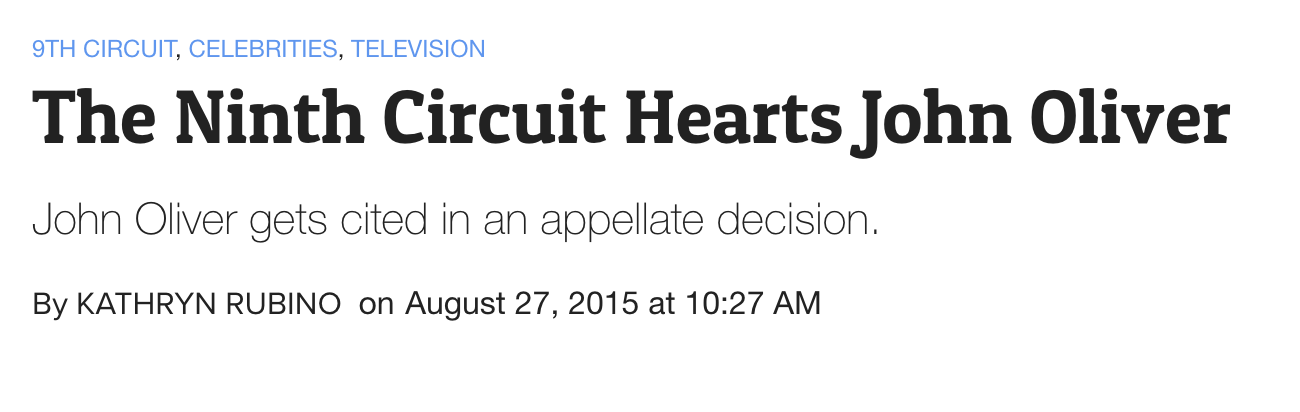 9TH CIRCUIT, CELEBRITIES, TELEVISION
The Ninth Circuit Hearts John Oliver
John Oliver gets cited in an appellate decision.
By KATHRYN RUBINO on August 27, 2015 at 10:27 AM